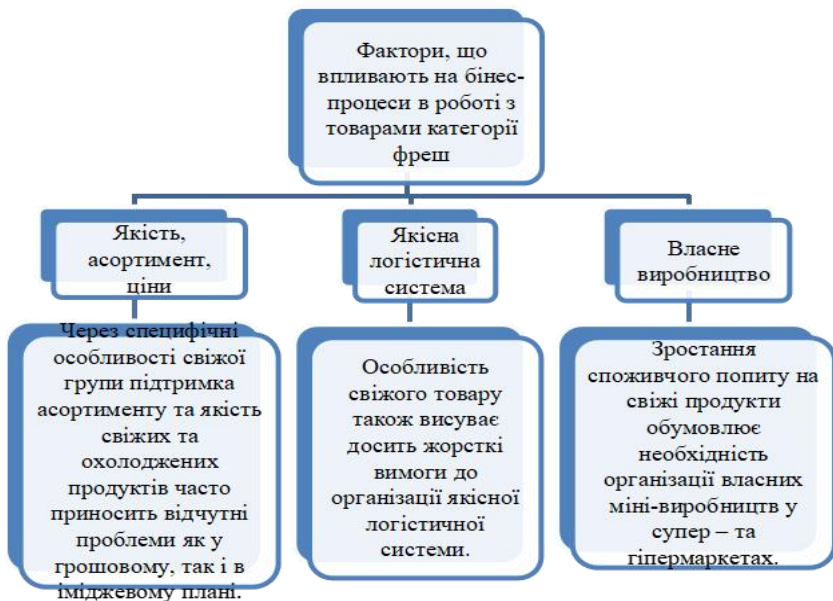 Фактори, що
впливають на бінес-
процеси в роботі з
товарами категорії
фреш
Якість,
асортимент,
ціни
Якісна
логістична
система
Власне
виробництво
Через специфічні
особливості свіжої
групи підтримка
асортименту та якість
свіжих та
охолоджених
продуктів часто
приносить відчутні
проблеми як у
грошовому, так і в
іміджевому плані.
Особливість
свіжого товару
також висуває
досить жорсткі
вимоги до
організації якісної
логістичної
системи.
Зростання
споживчого попиту на
свіжі продукти
обумовлює
необхідність
організації власних
міні-виробництв у
супер – та
гіпермаркетах.